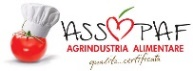 ASSOPAF
AGRINDUSTRIA ALIMENTARE
qualità...certificata